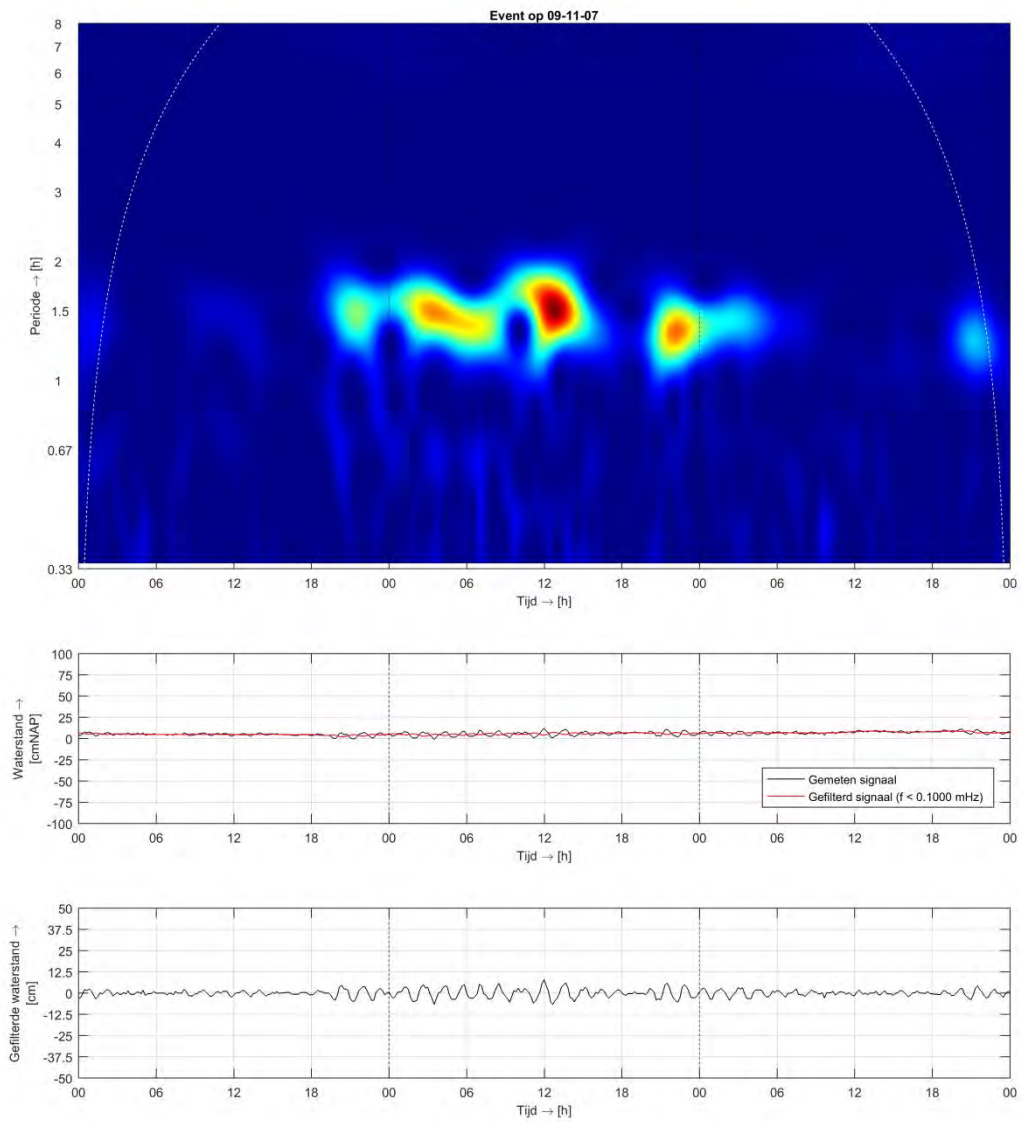 Event op 09-11-07
8
7
6
5
4
3
2
1.5
1
0.67
0.33
Periode → [h]
00 06 12 18 00 06 12 18 00 06 12 18 00
Tijd → [h]
100
75
50
25
0
-25
-50
-75
-100
Waterstand →
[cmNAP]
Gemeten signaal
Gefilterd signaal (f < 0.1000 mHz)
00 06 12 18 00 06 12 18 00 06 12 18 00
Tijd → [h]
50
37.5
25
12.5
0
-12.5
-25
-37.5
-50
Gefilterde waterstand →
[cm]
00 06 12 18 00 06 12 18 00 06 12 18 00
Tijd → [h]